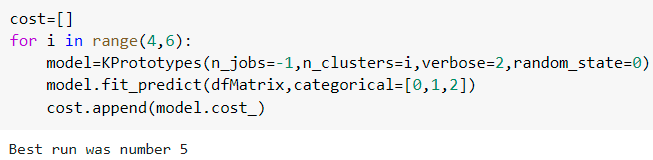 cost=[]
for i in range(4,6):
    model=KPrototypes(n_jobs=-1,n_clusters=i,verbose=2,random_state=0)
    model.fit_predict(dfMatrix,categorical=[0,1,2])
    cost.append(model.cost_)
Best run was number 5